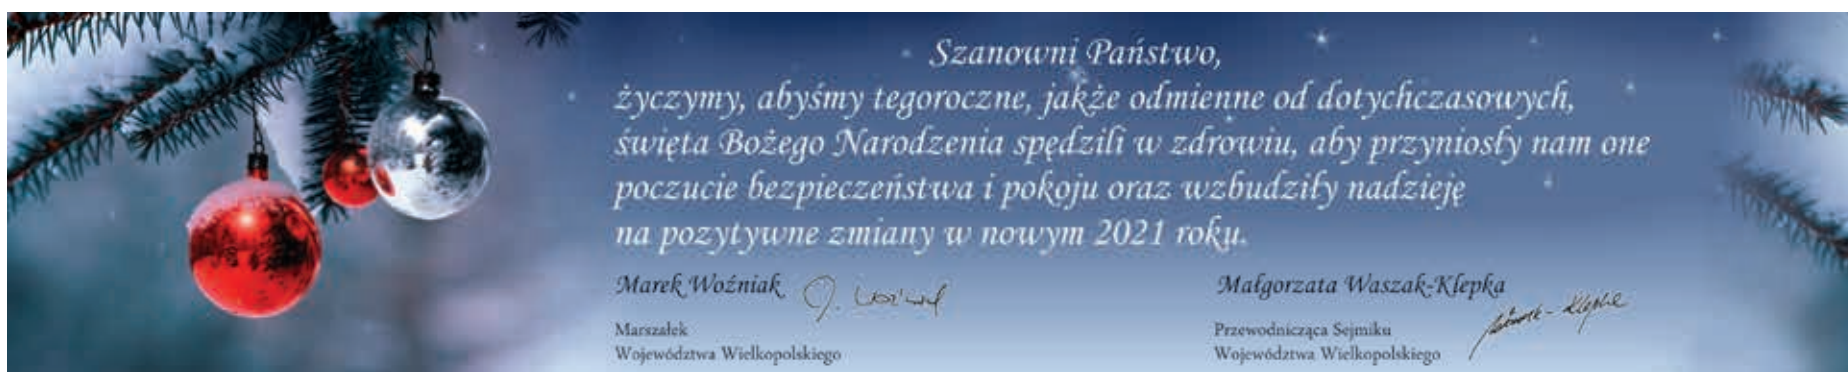 Szanowni Państwo,
życzymy, abyśmy tegoroczne, jakże odmienne od dotychczasowych,
święta Bożego Narodzenia spędzili w zdrowiu, aby przyniosły nam one
poczucie bezpieczeństwa i pokoju oraz wzbudziły nadzieję
na pozytywne zmiany w nowym 2021 roku.
Marek Woźniak
Marszałek
Województwa Wielkopolskiego
Małgorzata Waszak-Klepka
Przewodnicząca Sejmiku
Województwa Wielkopolskiego